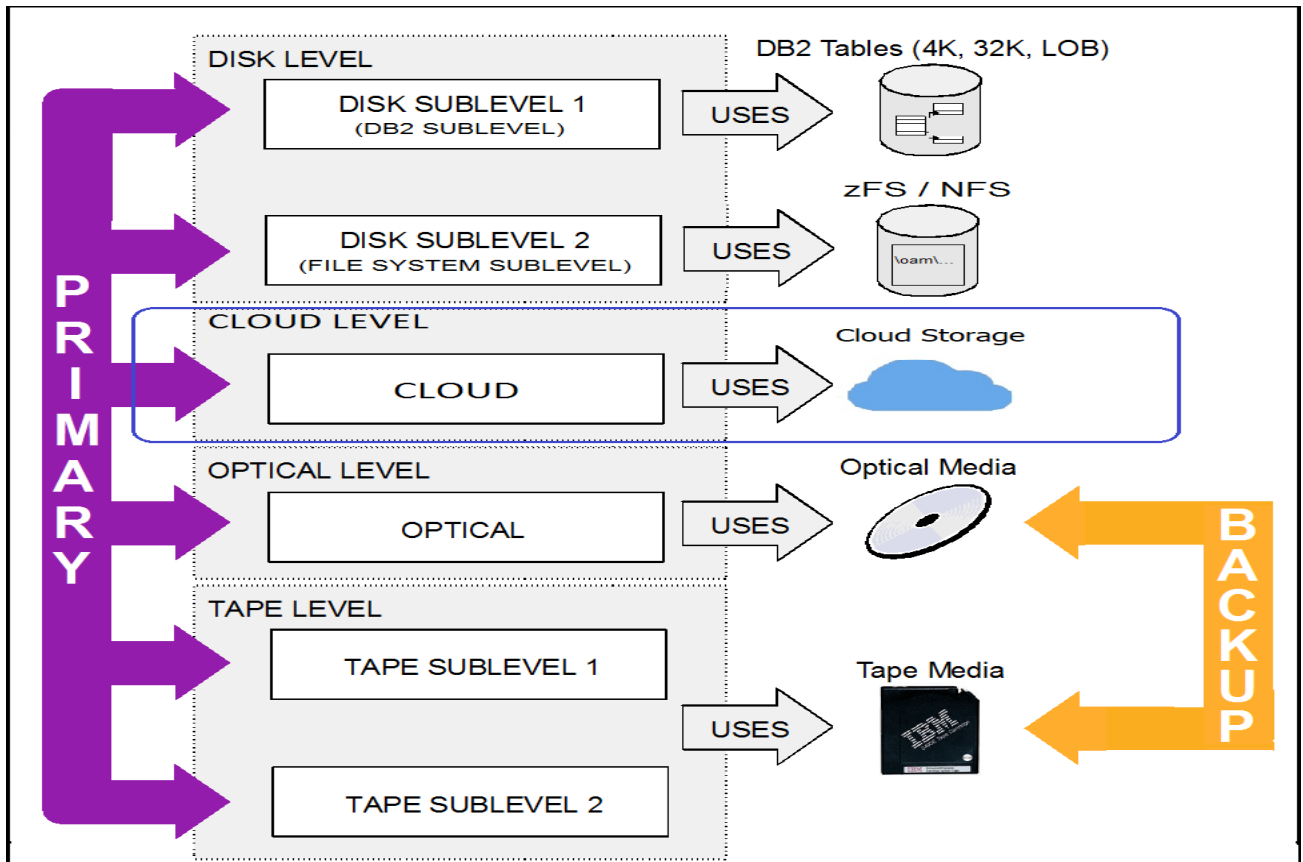 DISK LEVEL
DISK SUBLEVEL 1
(DB2 SUBLEVEL)
USES
DB2 Tables (4K, 32K, LOB)
DISK SUBLEVEL 2
(FILE SYSTEM SUBLEVEL)
USES
zFS / NFS
\oam\...
PRIMARY
CLOUD LEVEL
CLOUD
USES
Cloud Storage
OPTICAL LEVEL
OPTICAL
USES
Optical Media
BACKUP
TAPE LEVEL
TAPE SUBLEVEL 1
TAPE SUBLEVEL 2
USES
Tape Media
IBM